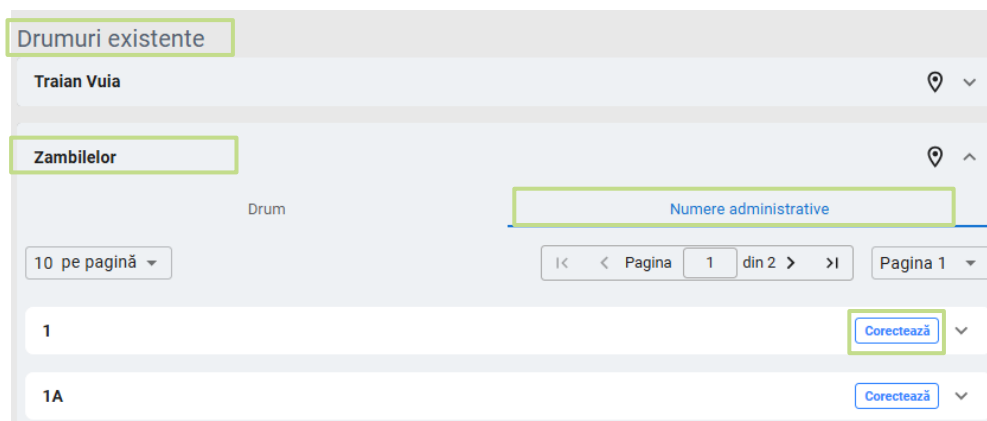 Drumuri existente
Traian Vuia
Zambilelor
Drum Numere administrative
10 pe pagină Pagina 1 din 2 Pagina 1
1 Corectează
1A Corectează